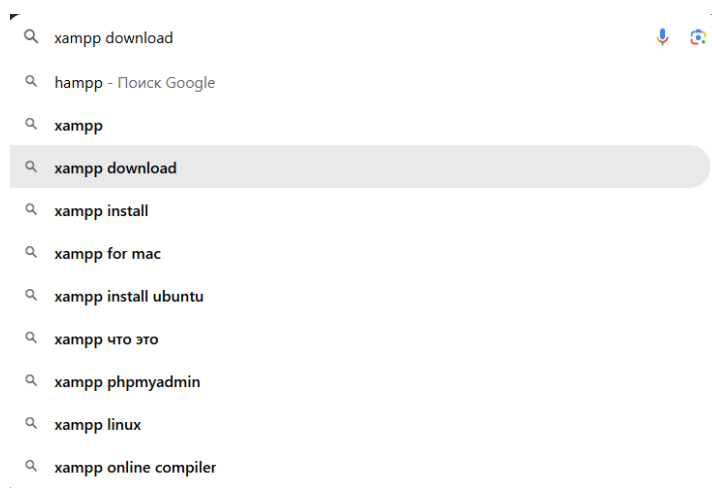 xampp download
hampp - Поиск Google
xampp
xampp download
xampp install
xampp for mac
xampp install ubuntu
xampp что это
xampp phpmyadmin
xampp linux
xampp online compiler